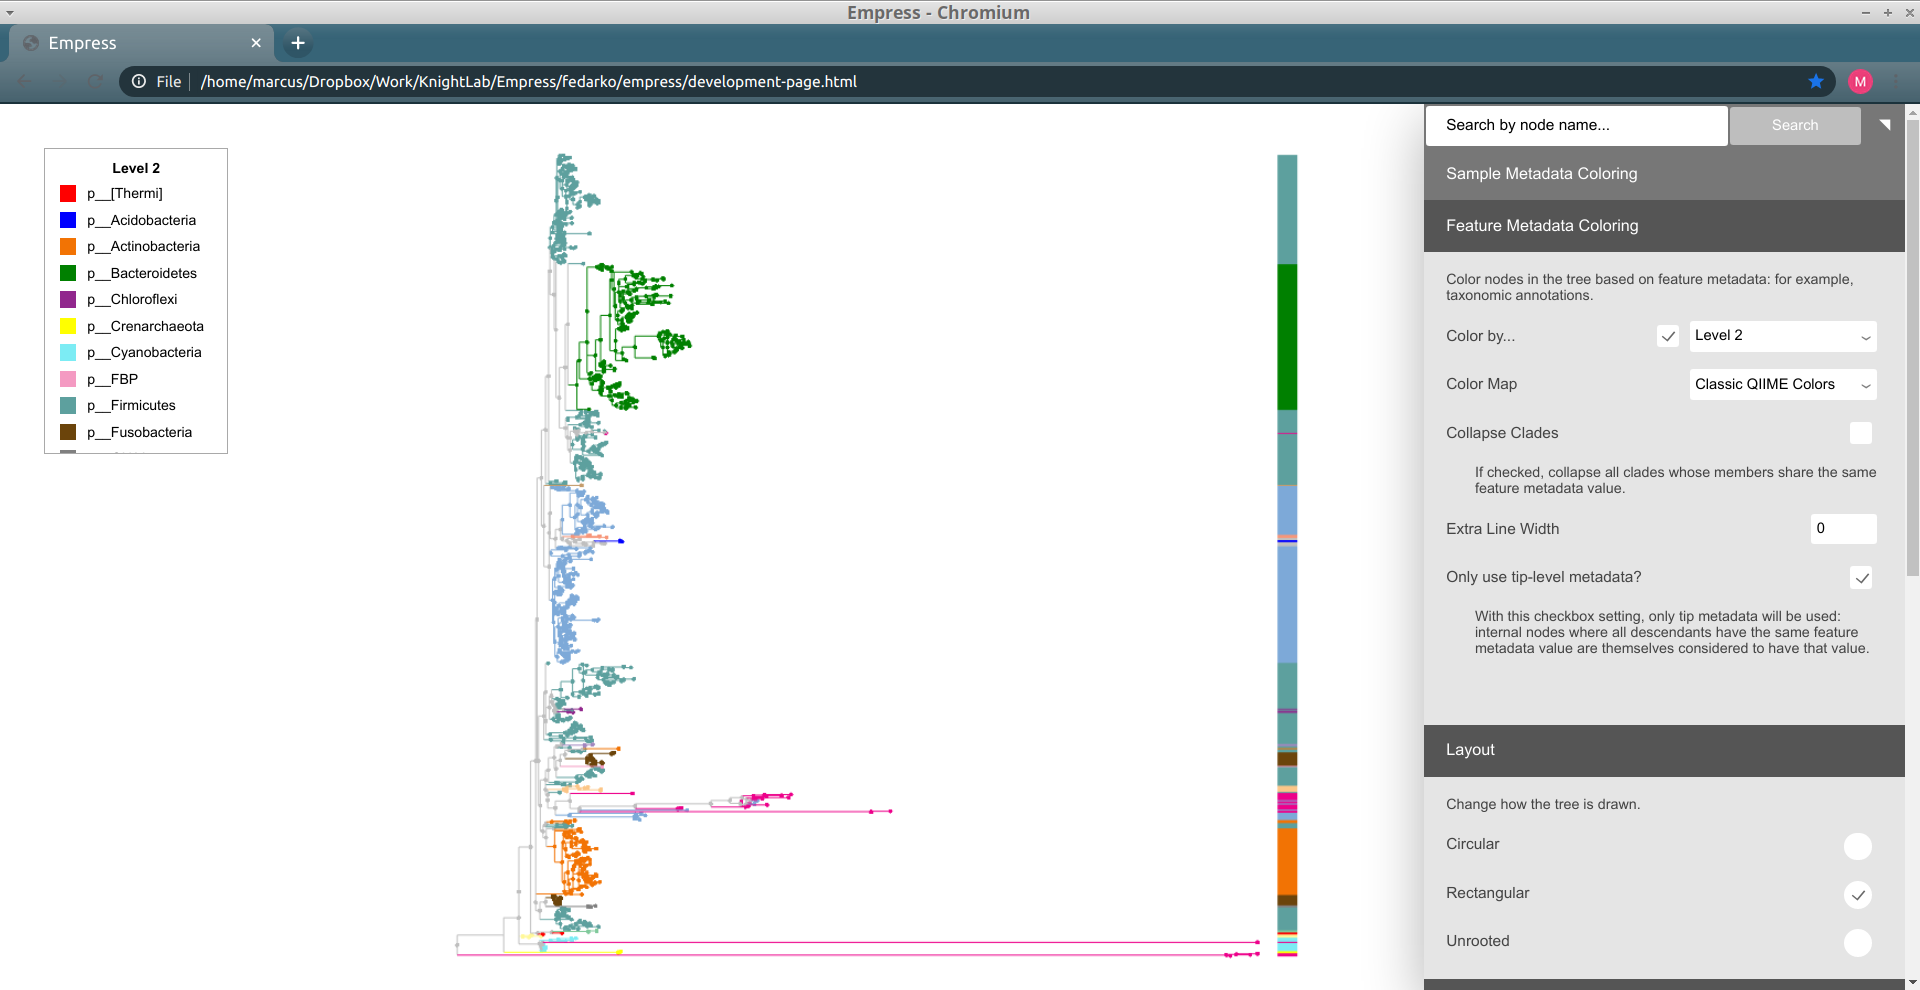 Empress - Chromium
Empress
File
/home/marcus/Dropbox/Work/KnightLab/Empress/fedarko/empress/development-page.html
M
Level 2
p__[Thermi]
p__Acidobacteria
p__Actinobacteria
p__Bacteroidetes
p__Chloroflexi
p__Crenarchaeota
p__Cyanobacteria
p__FBP
p__Firmicutes
p__Fusobacteria
Search by node name...
Search
Sample Metadata Coloring
Feature Metadata Coloring
Color nodes in the tree based on feature metadata: for example,
taxonomic annotations.
Color by...
Level 2
Color Map
Classic QIIME Colors
Collapse Clades
If checked, collapse all clades whose members share the same
feature metadata value.
Extra Line Width
0
Only use tip-level metadata?
With this checkbox setting, only tip metadata will be used:
internal nodes where all descendants have the same feature
metadata value are themselves considered to have that value.
Layout
Change how the tree is drawn.
Circular
Rectangular
Unrooted